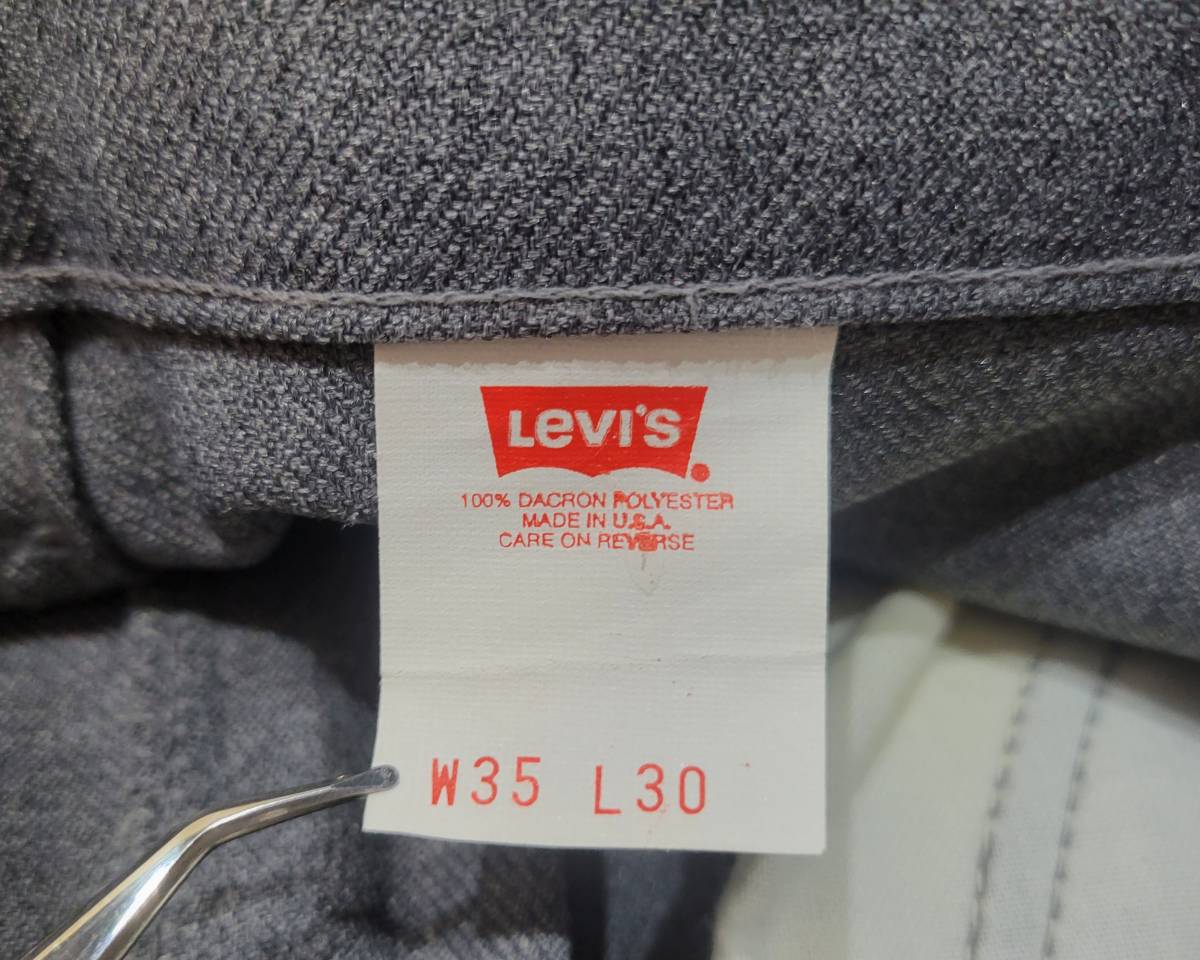 Levi's
100% DACRON POLYESTER
MADE IN U.S.A.
CARE ON REVERSE
W35 L30